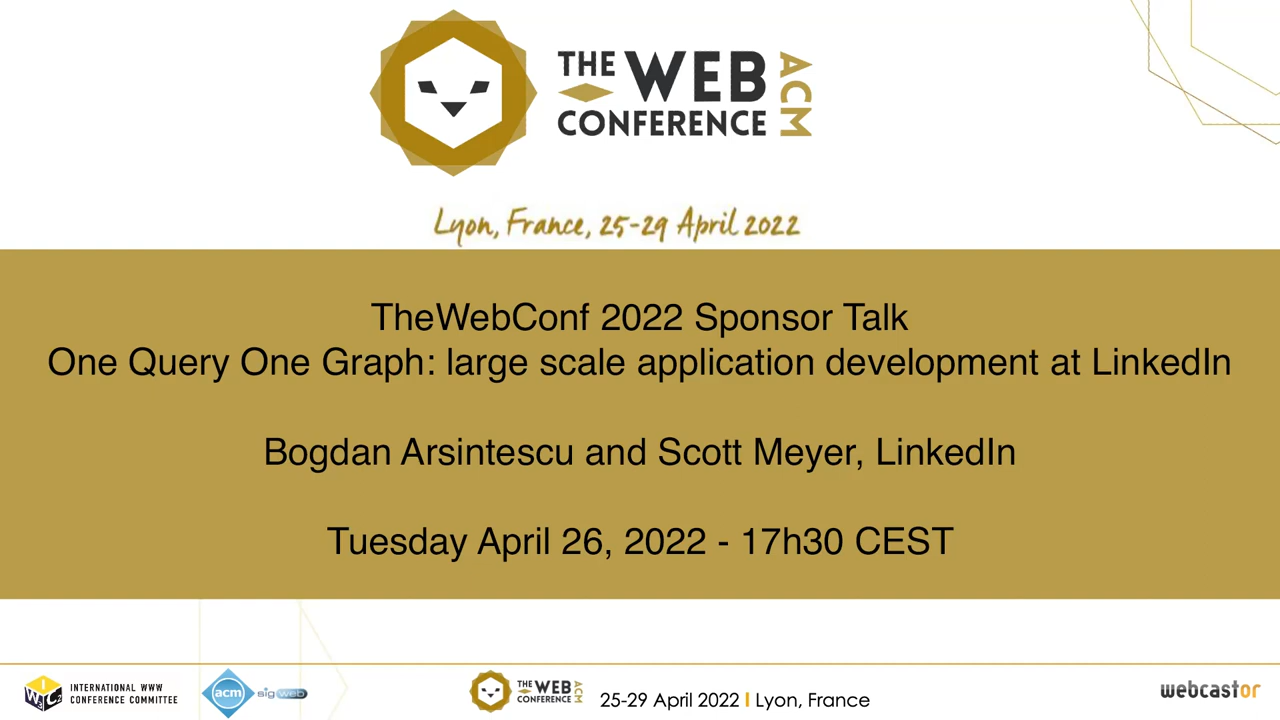 THE WEB
CONFERENCE
ACM
Lyon, France, 25-29 April 2022
TheWebConf 2022 Sponsor Talk
One Query One Graph: large scale application development at LinkedIn
Bogdan Arsintescu and Scott Meyer, LinkedIn
Tuesday April 26, 2022 - 17h30 CEST
INTERNATIONAL WWW
CONFERENCE COMMITTEE
acm
sigweb
THE WEB
CONFERENCE
ACM
25-29 April 2022 | Lyon, France
webcastor